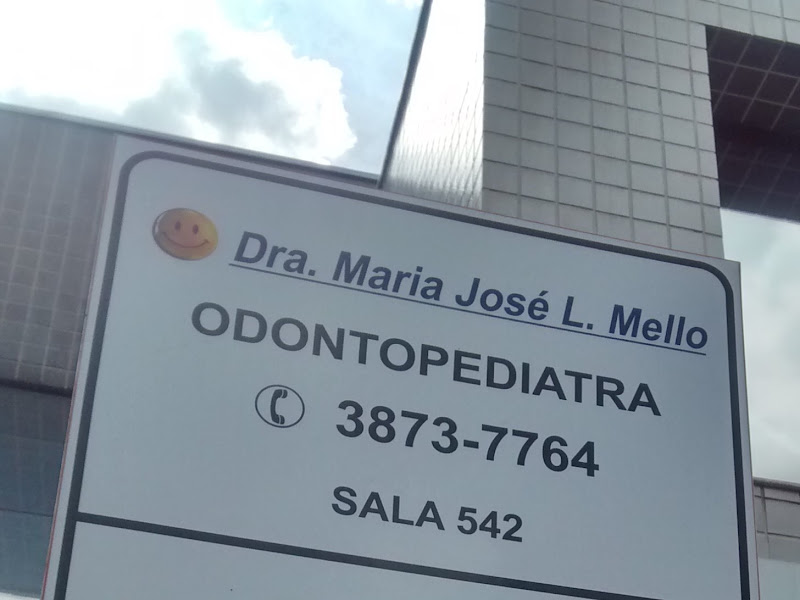 Dra. Maria José L. Mello
ODONTOPEDIATRA
3873-7764
SALA 542